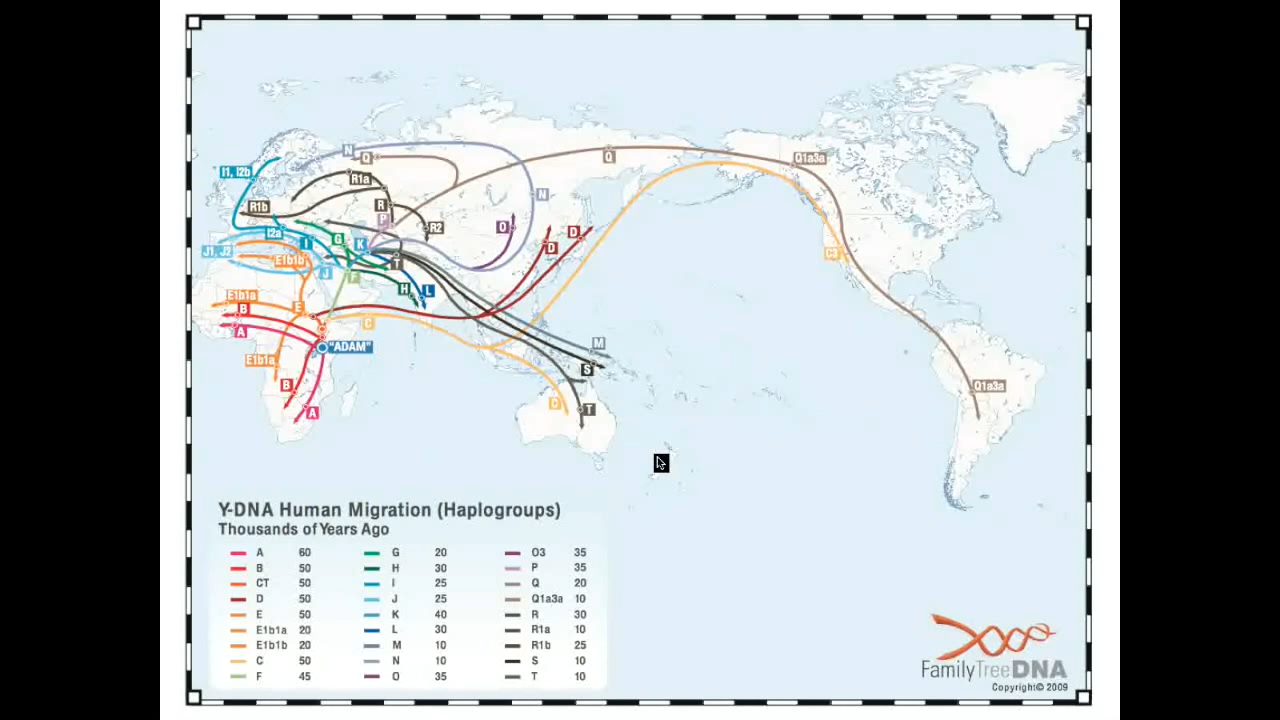 N
Q
Q
Q1a3a
I1, I2b
R1a
N
R1b
R
P
R2
O
D
D
I2a
I
G
K
J1, J2
E1b1b
J
F
T
C3
H
L
E1b1a
B
E
A
C
"ADAM"
M
E1b1a
S
B
Q1a3a
A
C
T
Y-DNA Human Migration (Haplogroups)
Thousands of Years Ago
A 60 G 20 O3 35
B 50 H 30 P 35
CT 50 I 25 Q 20
D 50 J 25 Q1a3a 10
E 50 K 40 R 30
E1b1a 20 L 30 R1a 10
E1b1b 20 M 10 R1b 25
C 50 N 10 S 10
F 45 O 35 T 10
FamilyTreeDNA
Copyright© 2009